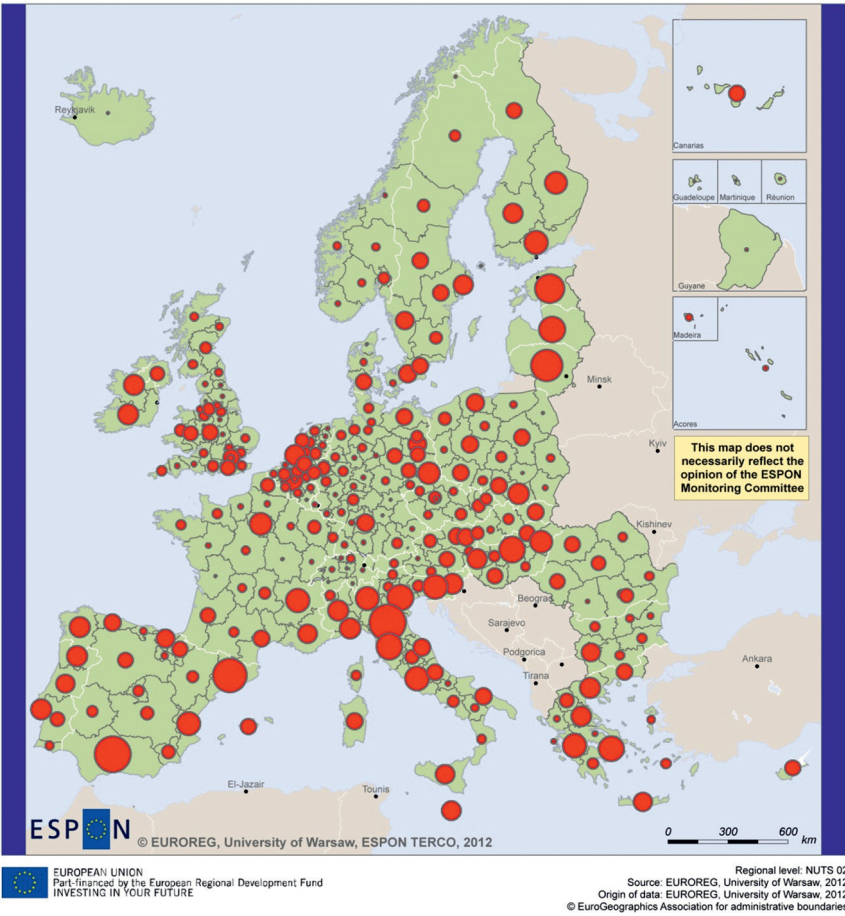 Reykjavik
Canarias
Guadeloupe
Martinique
Réunion
Guyane
Madeira
Acores
Minsk
This map does not
necessarily reflect the
opinion of the ESPON
Monitoring Committee
Kyiv
Kishinev
Beograd
Sarajevo
Podgorica
Tirana
Ankara
El-Jazair
Tounis
ESPON
© EUROREG, University of Warsaw, ESPON TERCO, 2012
0 300 600
km
EUROPEAN UNION
Part-financed by the European Regional Development Fund
INVESTING IN YOUR FUTURE
Regional level: NUTS 02
Source: EUROREG, University of Warsaw, 2012
Origin of data: EUROREG, University of Warsaw, 2012
© EuroGeographics Association for administrative boundaries